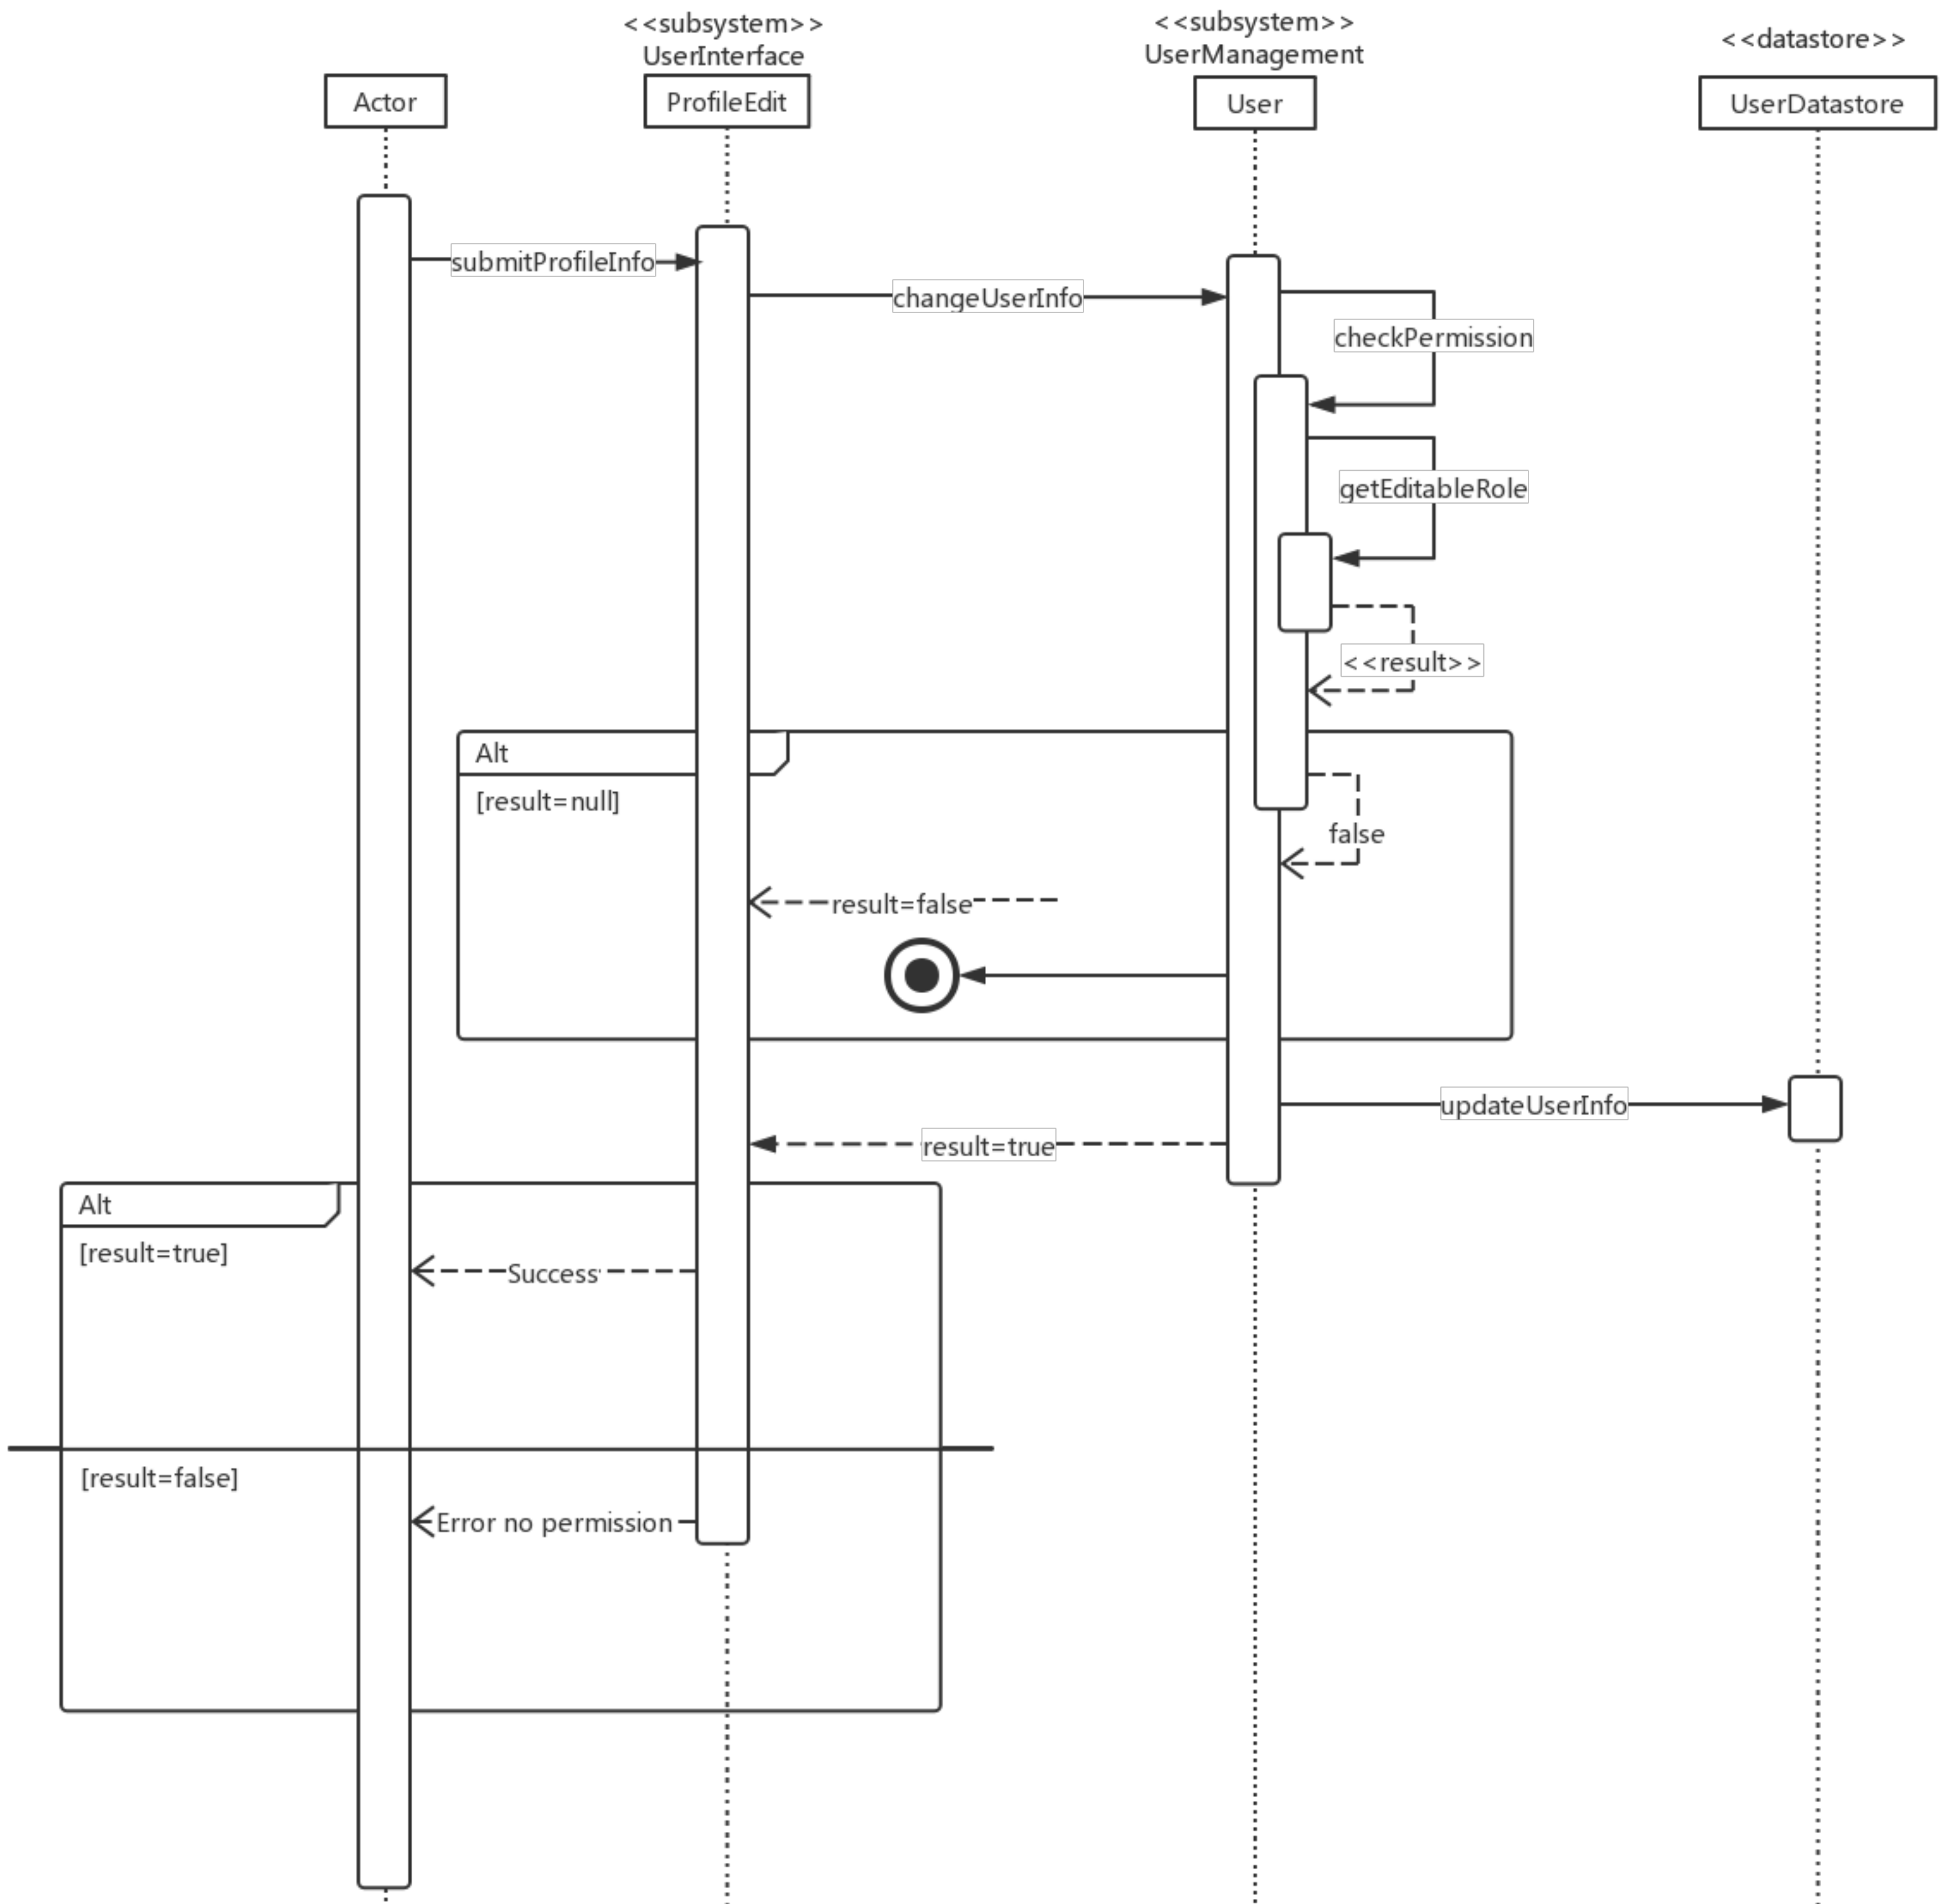 <<subsystem>>
UserInterface
<<subsystem>>
UserManagement
<<datastore>>
Actor
ProfileEdit
User
UserDatastore
submitProfileInfo
changeUserInfo
checkPermission
getEditableRole
<<result>>
Alt
[result=null]
false
result=false
updateUserInfo
result=true
Alt
[result=true]
Success
[result=false]
Error no permission